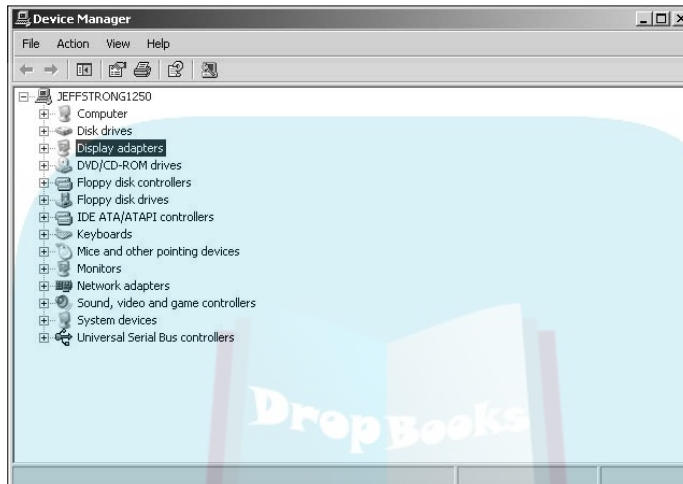 Device Manager
File Action View Help
JEFFSTRONG1250
Computer
Disk drives
Display adapters
DVD/CD-ROM drives
Floppy disk controllers
Floppy disk drives
IDE ATA/ATAPI controllers
Keyboards
Mice and other pointing devices
Monitors
Network adapters
Sound, video and game controllers
System devices
Universal Serial Bus controllers
DropBooks